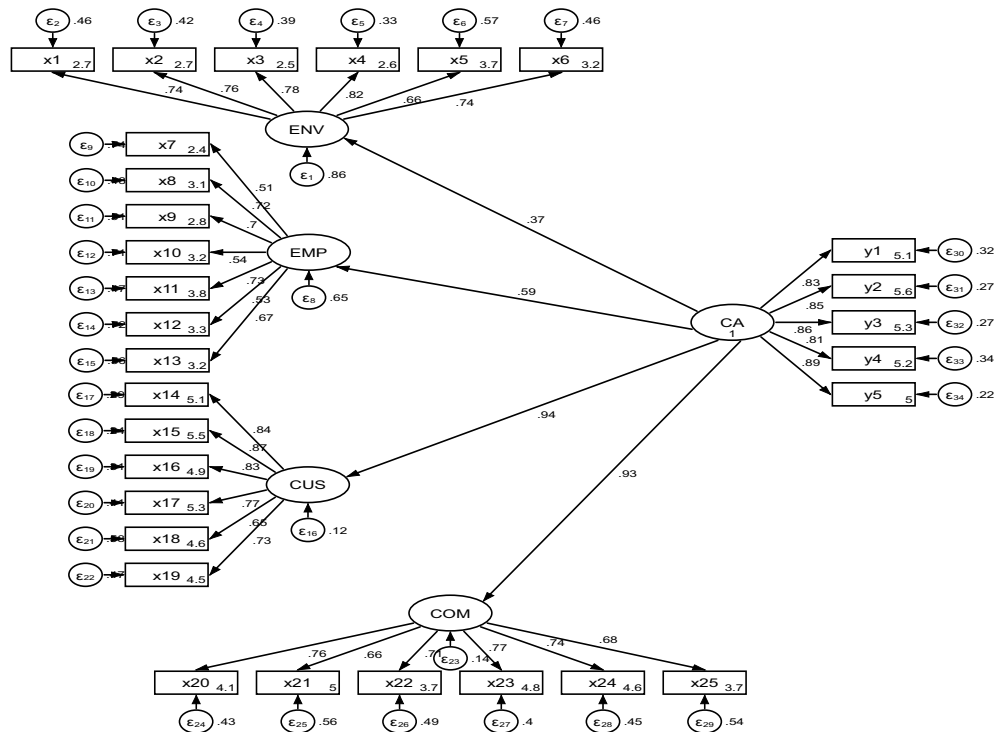 ε2 .46 ε3 .42 ε4 .39 ε5 .33 ε6 .57 ε7 .46
x1 2.7 x2 2.7 x3 2.5 x4 2.6 x5 3.7 x6 3.2
.74 .76 .78 .82 .66 .74
ENV
ε1 .86
ε9 x7 2.4
ε10 x8 3.1
ε11 x9 2.8
ε12 x10 3.2
ε13 x11 3.8
ε14 x12 3.3
ε15 x13 3.2
.51
.72
.7
.54
.73
.53
.67
EMP
ε8 .65
.37
.59
CA
1
y1 5.1 ε30 .32
y2 5.6 ε31 .27
y3 5.3 ε32 .27
y4 5.2 ε33 .34
y5 5 ε34 .22
.83
.85
.86
.81
.89
.94
.93
ε17 x14 5.1
ε18 x15 5.5
ε19 x16 4.9
ε20 x17 5.3
ε21 x18 4.6
ε22 x19 4.5
.84
.87
.83
.77
.65
.73
CUS
ε16 .12
COM
ε23 .14
.76 .66 .71 .77 .74 .68
x20 4.1 x21 5 x22 3.7 x23 4.8 x24 4.6 x25 3.7
ε24 .43 ε25 .56 ε26 .49 ε27 .4 ε28 .45 ε29 .54